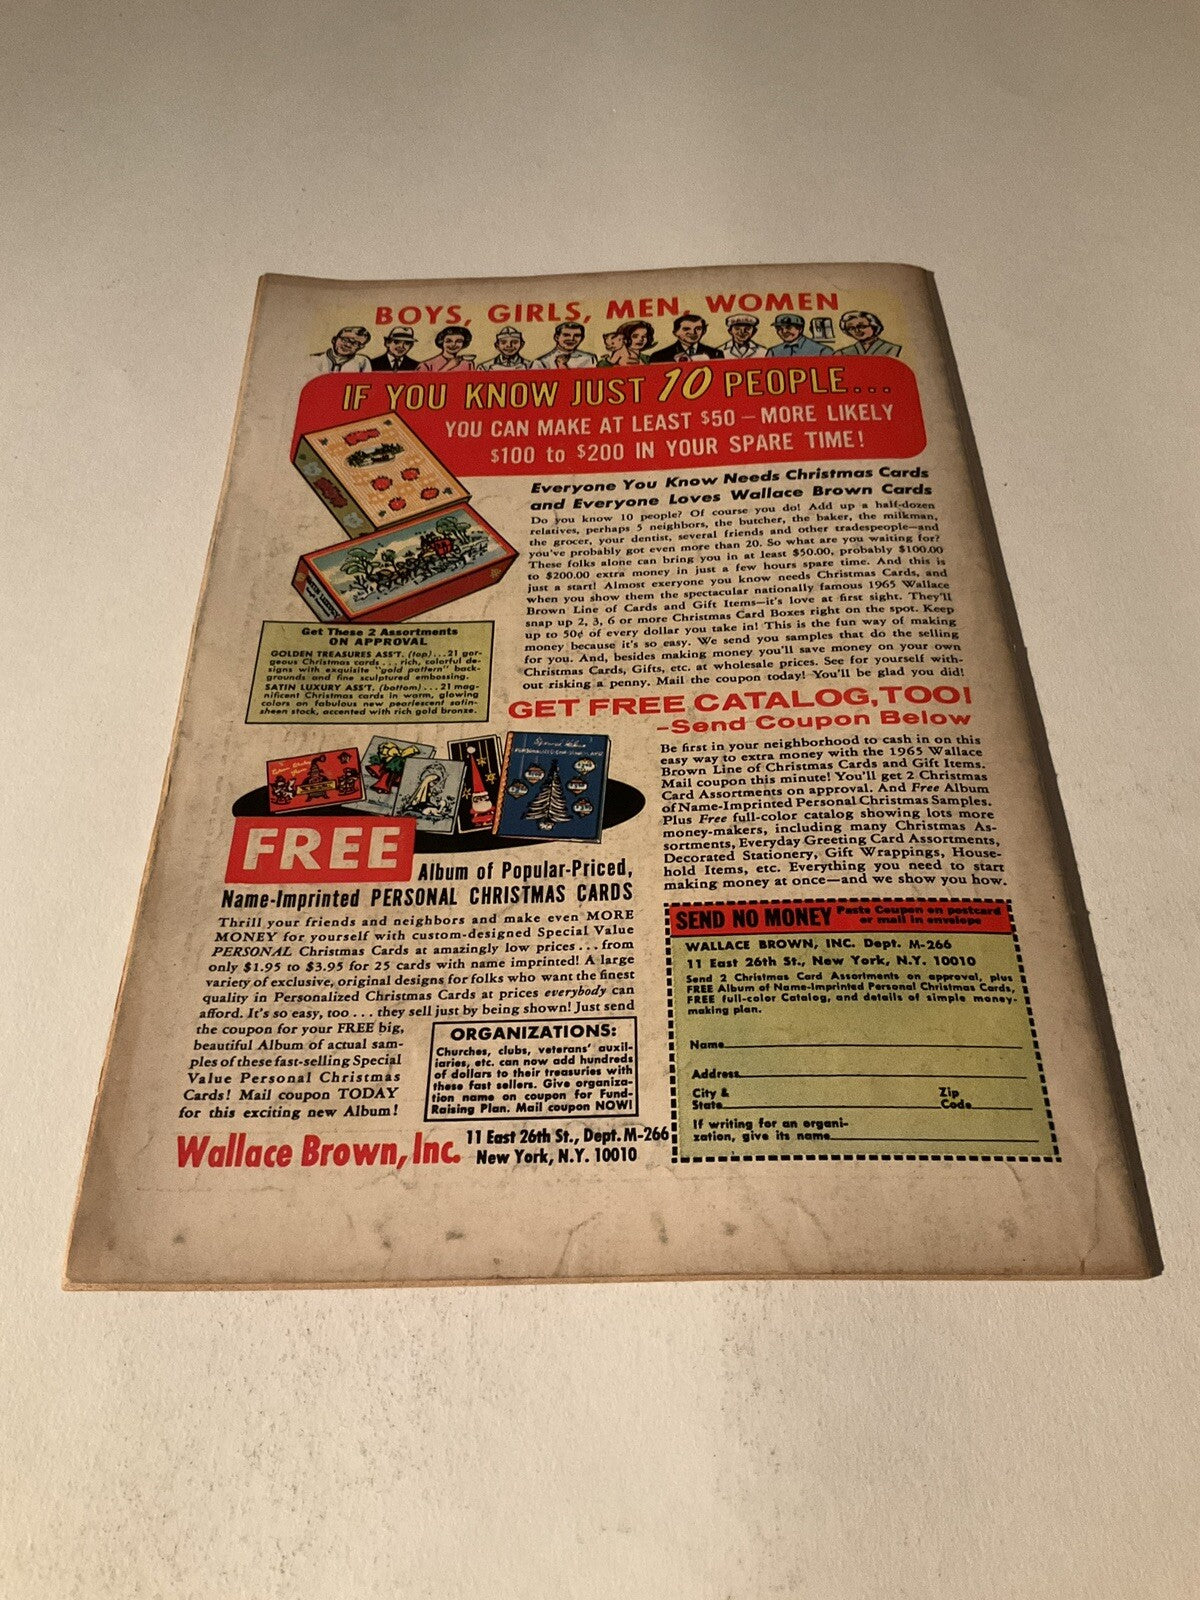 BOYS, GIRLS, MEN, WOMEN
IF YOU KNOW JUST 10 PEOPLE...
YOU CAN MAKE AT LEAST $50 — MORE LIKELY
$100 to $200 IN YOUR SPARE TIME!
Everyone You Know Needs Christmas Cards
and Everyone Loves Wallace Brown Cards
Do you know 10 people? Of course you do! Add up a half-dozen
relatives, perhaps 5 neighbors, the butcher, the baker, the milkman,
the grocer, your dentist, several friends and other tradespeople—and
you've probably got even more than 20. So what are you waiting for?
These folks alone can bring you in at least $50.00, probably $100.00
to $200.00 extra money in just a few hours spare time. And this is
just a start! Almost exeryone you know needs Christmas Cards, and
when you show them the spectacular nationally famous 1965 Wallace
Brown Line of Cards and Gift Items—it's love at first sight. They'll
snap up 2, 3, 6 or more Christmas Card Boxes right on the spot. Keep
up to 50¢ of every dollar you take in! This is the fun way of making
money because it's so easy. We send you samples that do the selling
for you. And, besides making money you'll save money on your own
Christmas Cards, Gifts, etc. at wholesale prices. See for yourself with-
out risking a penny. Mail the coupon today! You'll be glad you did!
Get These 2 Assortments
ON APPROVAL
GOLDEN TREASURES ASS'T. (top)...21 gor-
geous Christmas cards...rich, colorful de-
signs with exquisite "gold pattern" back-
grounds and fine sculptured embossing.
SATIN LUXURY ASS'T. (bottom)...21 mag-
nificent Christmas cards in warm, glowing
colors on fabulous new pearlescent satin-
sheen stock, accented with rich gold bronze.
GET FREE CATALOG, TOO!
—Send Coupon Below
Be first in your neighborhood to cash in on this
easy way to extra money with the 1965 Wallace
Brown Line of Christmas Cards and Gift Items.
Mail coupon this minute! You'll get 2 Christmas
Card Assortments on approval. And Free Album
of Name-Imprinted Personal Christmas Samples.
Plus Free full-color catalog showing lots more
money-makers, including many Christmas As-
sortments, Everyday Greeting Card Assortments,
Decorated Stationery, Gift Wrappings, House-
hold Items, etc. Everything you need to start
making money at once—and we show you how.
FREE
Album of Popular-Priced,
Name-Imprinted PERSONAL CHRISTMAS CARDS
Thrill your friends and neighbors and make even MORE
MONEY for yourself with custom-designed Special Value
PERSONAL Christmas Cards at amazingly low prices...from
only $1.95 to $3.95 for 25 cards with name imprinted! A large
variety of exclusive, original designs for folks who want the finest
quality in Personalized Christmas Cards at prices everybody can
afford. It's so easy, too...they sell just by being shown! Just send
the coupon for your FREE big,
beautiful Album of actual sam-
ples of these fast-selling Special
Value Personal Christmas
Cards! Mail coupon TODAY
for this exciting new Album!
ORGANIZATIONS:
Churches, clubs, veterans' auxil-
iaries, etc. can now add hundreds
of dollars to their treasuries with
these fast sellers. Give organiza-
tion name on coupon for Fund-
Raising Plan. Mail coupon NOW!
Wallace Brown, Inc. 11 East 26th St., Dept. M-266
New York, N.Y. 10010
SEND NO MONEY Paste Coupon on postcard
or mail in envelope
WALLACE BROWN, INC. Dept. M-266
11 East 26th St., New York, N.Y. 10010
Send 2 Christmas Card Assortments on approval, plus
FREE Album of Name-Imprinted Personal Christmas Cards,
FREE full-color Catalog, and details of simple money-
making plan.
Name
Address
City &
State
Zip
Code
If writing for an organi-
zation, give its name